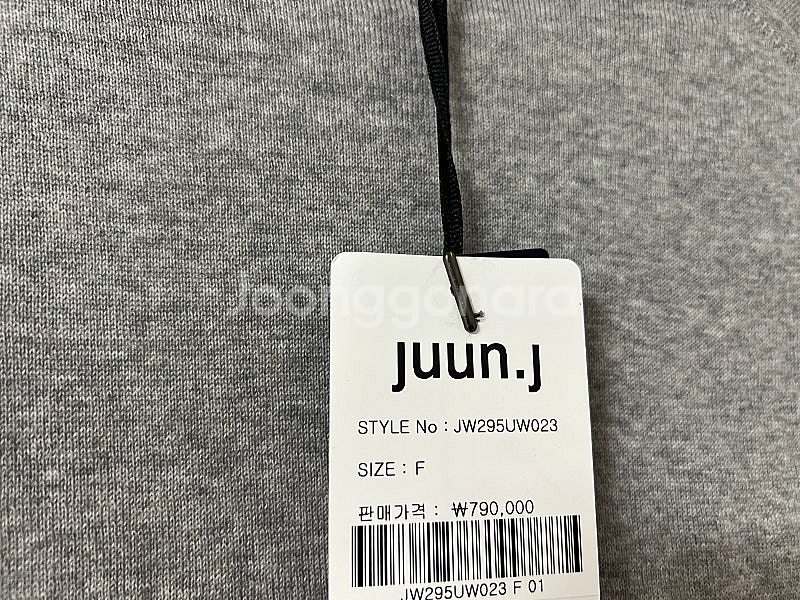 Joonggonara
juun.j
STYLE No : JW295UW023
SIZE : F
판매가격 : ₩790,000
JW295UW023 F 01